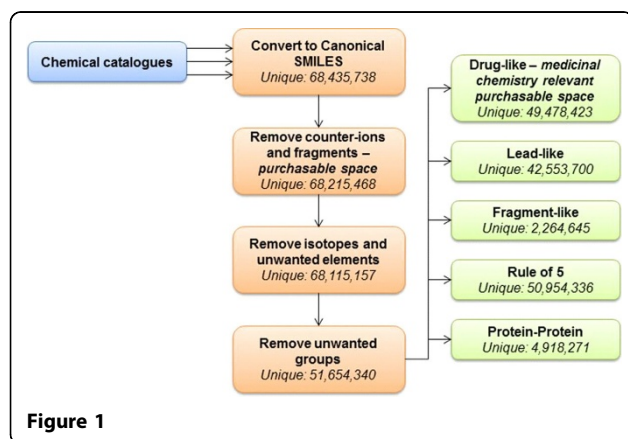 Chemical catalogues
Convert to Canonical
SMILES
Unique: 68,435,738
Remove counter-ions
and fragments –
purchasable space
Unique: 68,215,468
Remove isotopes and
unwanted elements
Unique: 68,115,157
Remove unwanted
groups
Unique: 51,654,340
Drug-like – medicinal
chemistry relevant
purchasable space
Unique: 49,478,423
Lead-like
Unique: 42,553,700
Fragment-like
Unique: 2,264,645
Rule of 5
Unique: 50,954,336
Protein-Protein
Unique: 4,918,271
Figure 1